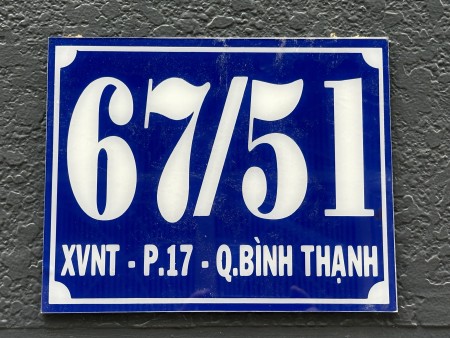 67/51
XVNT - P.17 - Q.BÌNH THẠNH